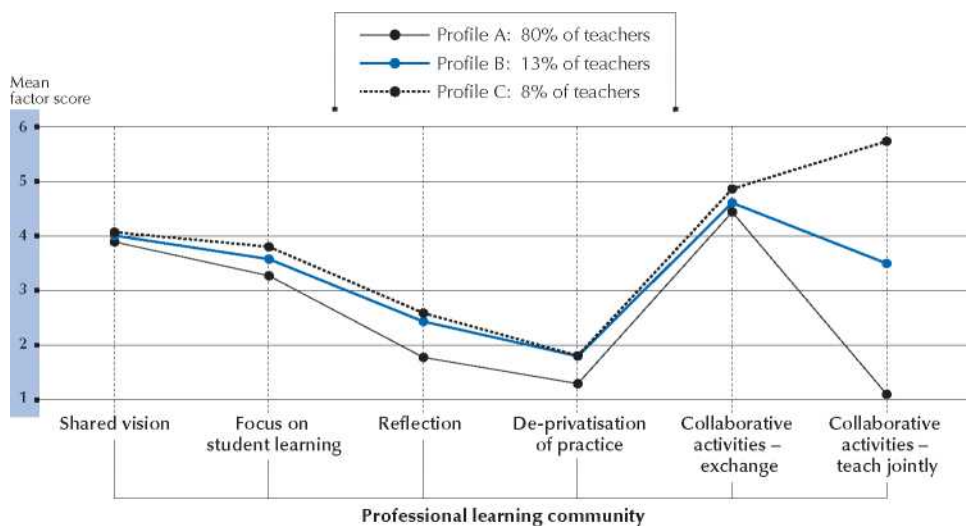 Profile A: 80% of teachers
Profile B: 13% of teachers
Profile C: 8% of teachers
Mean
factor score
6
5
4
3
2
1
Shared vision
Focus on
student learning
Reflection
De-privatisation
of practice
Collaborative
activities –
exchange
Collaborative
activities –
teach jointly
Professional learning community